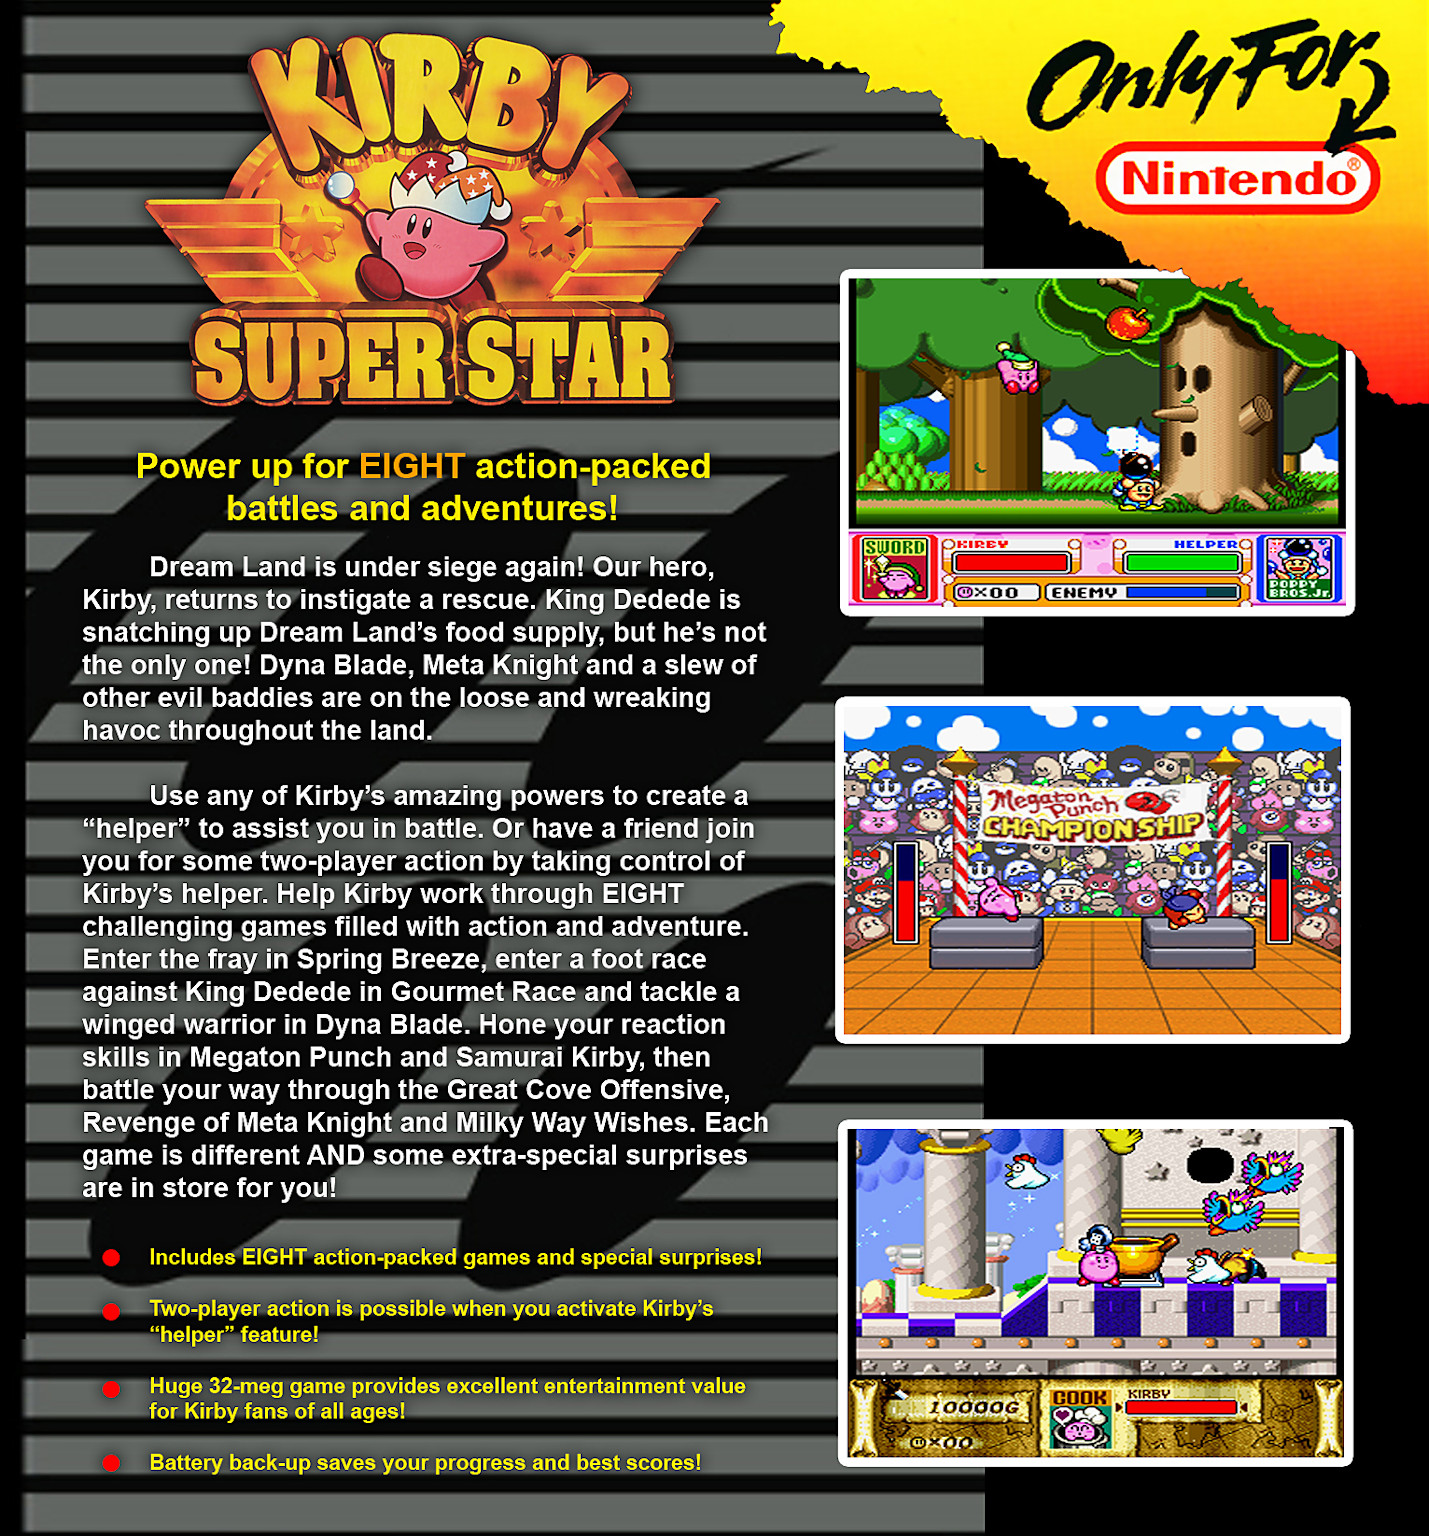 KIRBY
SUPER STAR
Only For
Nintendo®
Power up for EIGHT action-packed
battles and adventures!
Dream Land is under siege again! Our hero,
Kirby, returns to instigate a rescue. King Dedede is
snatching up Dream Land’s food supply, but he’s not
the only one! Dyna Blade, Meta Knight and a slew of
other evil baddies are on the loose and wreaking
havoc throughout the land.
Use any of Kirby’s amazing powers to create a
“helper” to assist you in battle. Or have a friend join
you for some two-player action by taking control of
Kirby’s helper. Help Kirby work through EIGHT
challenging games filled with action and adventure.
Enter the fray in Spring Breeze, enter a foot race
against King Dedede in Gourmet Race and tackle a
winged warrior in Dyna Blade. Hone your reaction
skills in Megaton Punch and Samurai Kirby, then
battle your way through the Great Cove Offensive,
Revenge of Meta Knight and Milky Way Wishes. Each
game is different AND some extra-special surprises
are in store for you!
Includes EIGHT action-packed games and special surprises!
Two-player action is possible when you activate Kirby’s
“helper” feature!
Huge 32-meg game provides excellent entertainment value
for Kirby fans of all ages!
Battery back-up saves your progress and best scores!
SWORD
KIRBY
HELPER
×00
ENEMY
POPPY
BROS.Jr.
Megaton
Punch
CHAMPIONSHIP
10000G
×00
COOK
KIRBY